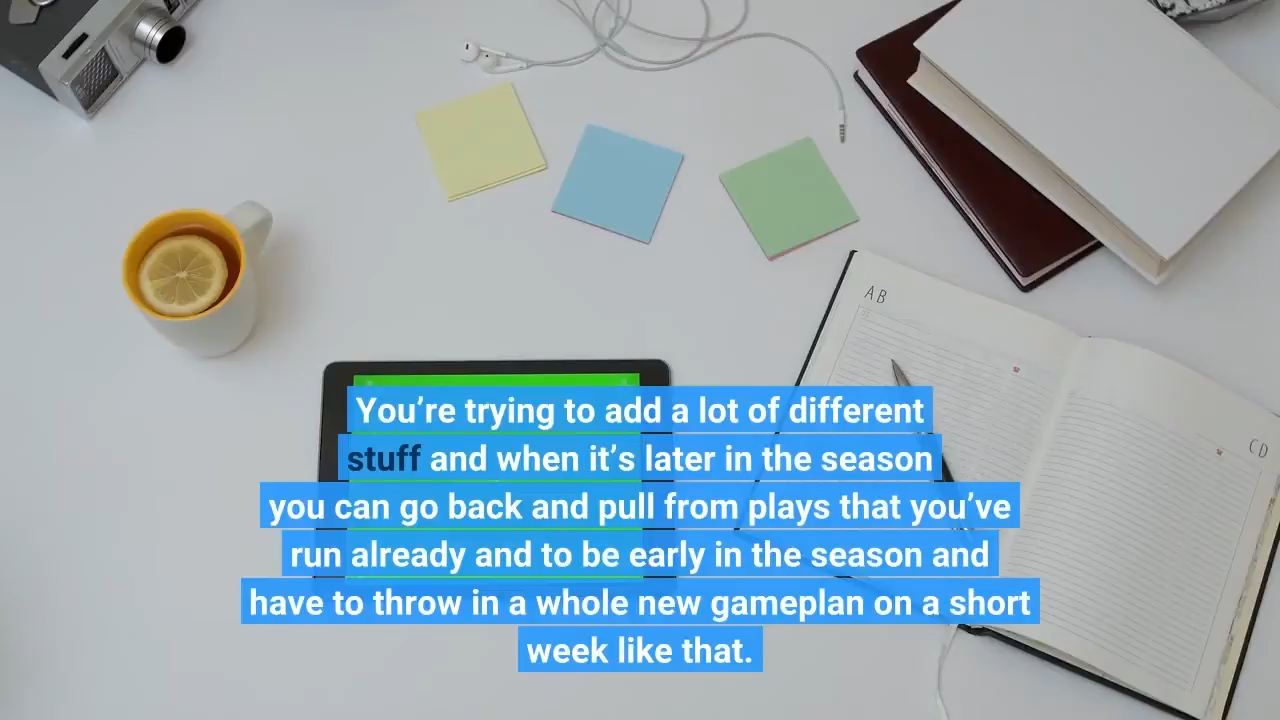 AB
CD
You’re trying to add a lot of different
stuff and when it’s later in the season
you can go back and pull from plays that you’ve
run already and to be early in the season and
have to throw in a whole new gameplan on a short
week like that.